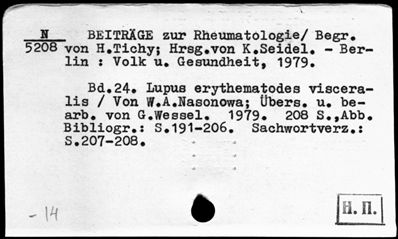 N BEITRÄGE zur Rheumatologie/ Begr.
5208 von H.Tichy; Hrsg.von K.Seidel. - Ber-
lin : Volk u. Gesundheit, 1979.
Bd.24. Lupus erythematodes viscera-
lis / Von W.A.Nasonowa; Übers. u. be-
arb. von G.Wessel. 1979. 208 S.,Abb.
Bibliogr.: S.191-206. Sachwortverz.:
S.207-208.
- 14
Н. П.